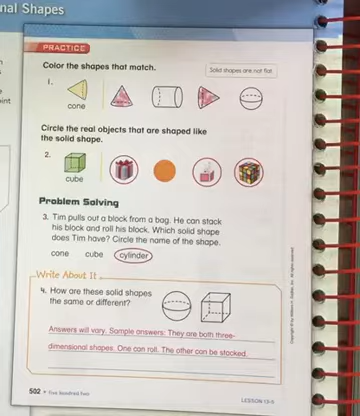 nal Shapes
PRACTICE
Color the shapes that match.
Solid shapes are not flat
1.
cone
Circle the real objects that are shaped like
the solid shape.
2.
cube
Problem Solving
3. Tim pulls out a block from a bag. He can stack
his block and roll his block. Which solid shape
does Tim have? Circle the name of the shape.
cone cube cylinder
Write About It
4. How are these solid shapes
the same or different?
Answers will vary. Sample answers: They are both three-
dimensional shapes. One can roll. The other can be stacked.
502 • Five hundred two
LESSON 13-5